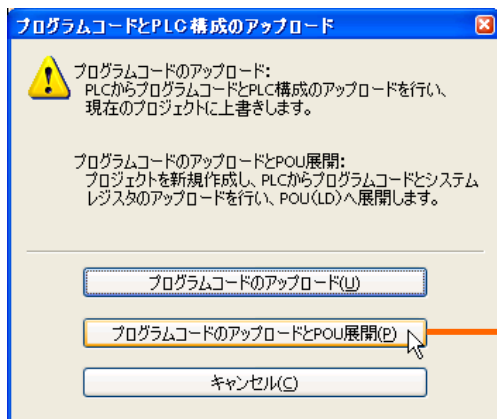 プログラムコードとPLC構成のアップロード
プログラムコードのアップロード:
PLCからプログラムコードとPLC構成のアップロードを行い、
現在のプロジェクトに上書きします。
プログラムコードのアップロードとPOU展開:
プロジェクトを新規作成し、PLCからプログラムコードとシステム
レジスタのアップロードを行い、POU(LD)へ展開します。
プログラムコードのアップロード(U)
プログラムコードのアップロードとPOU展開(P)
キャンセル(C)